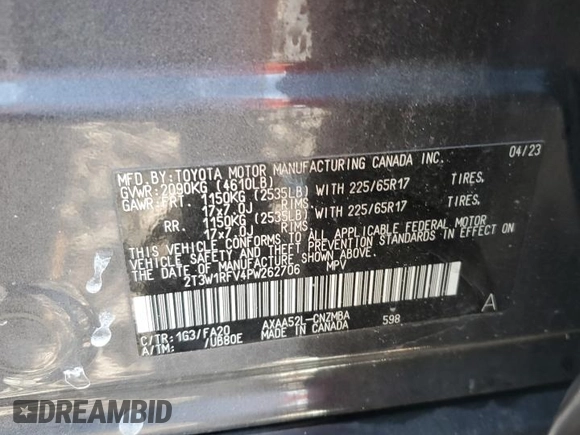 MFD.BY:TOYOTA MOTOR MANUFACTURING CANADA INC. 04/23
GVWR:2090KG (4610LB)
GAWR:FRT. 1150KG (2535LB) WITH 225/65R17 TIRES.
17x7.0J RIMS
RR. 1150KG (2535LB) WITH 225/65R17 TIRES.
17x7.0J RIMS
THIS VEHICLE CONFORMS TO ALL APPLICABLE FEDERAL MOTOR
VEHICLE SAFETY AND THEFT PREVENTION STANDARDS IN EFFECT
ON THE DATE OF MANUFACTURE SHOWN ABOVE.
2T3W1RFV4PW262706 MPV
A
C/TR:1G3/FA20 AXAA52L-CNZMBA 598
A/TM: /UB80E MADE IN CANADA
DREAMBID